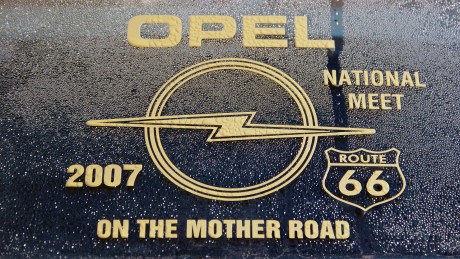 OPEL
NATIONAL
MEET
2007
ROUTE
66
ON THE MOTHER ROAD